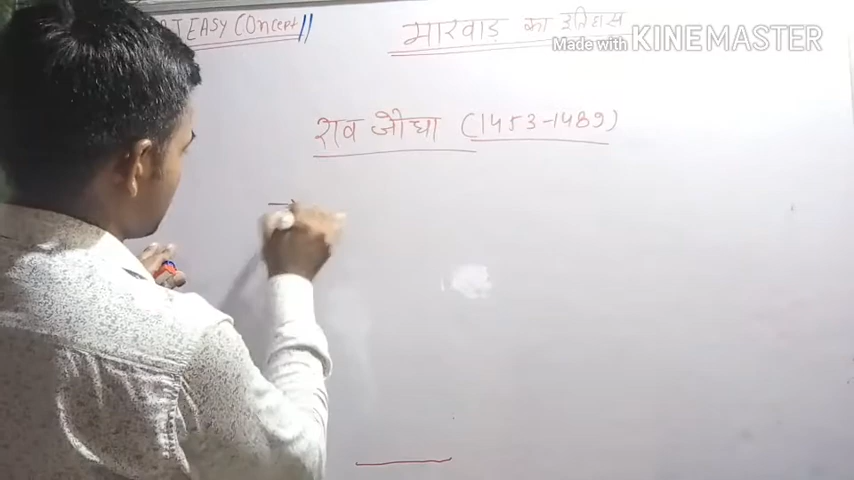 EASY CONCEPT
मारवाड़ का इतिहास
Made with KINEMASTER
राव जोधा (1453-1489)